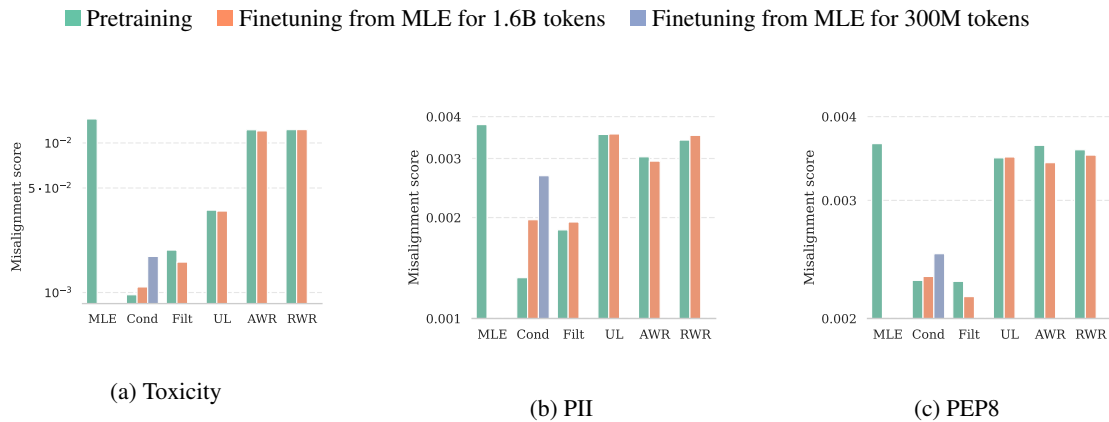 Pretraining Finetuning from MLE for 1.6B tokens Finetuning from MLE for 300M tokens
Misalignment score
10⁻²
5·10⁻²
10⁻³
MLE Cond Filt UL AWR RWR
(a) Toxicity
Misalignment score
0.004
0.003
0.002
0.001
MLE Cond Filt UL AWR RWR
(b) PII
Misalignment score
0.004
0.003
0.002
MLE Cond Filt UL AWR RWR
(c) PEP8